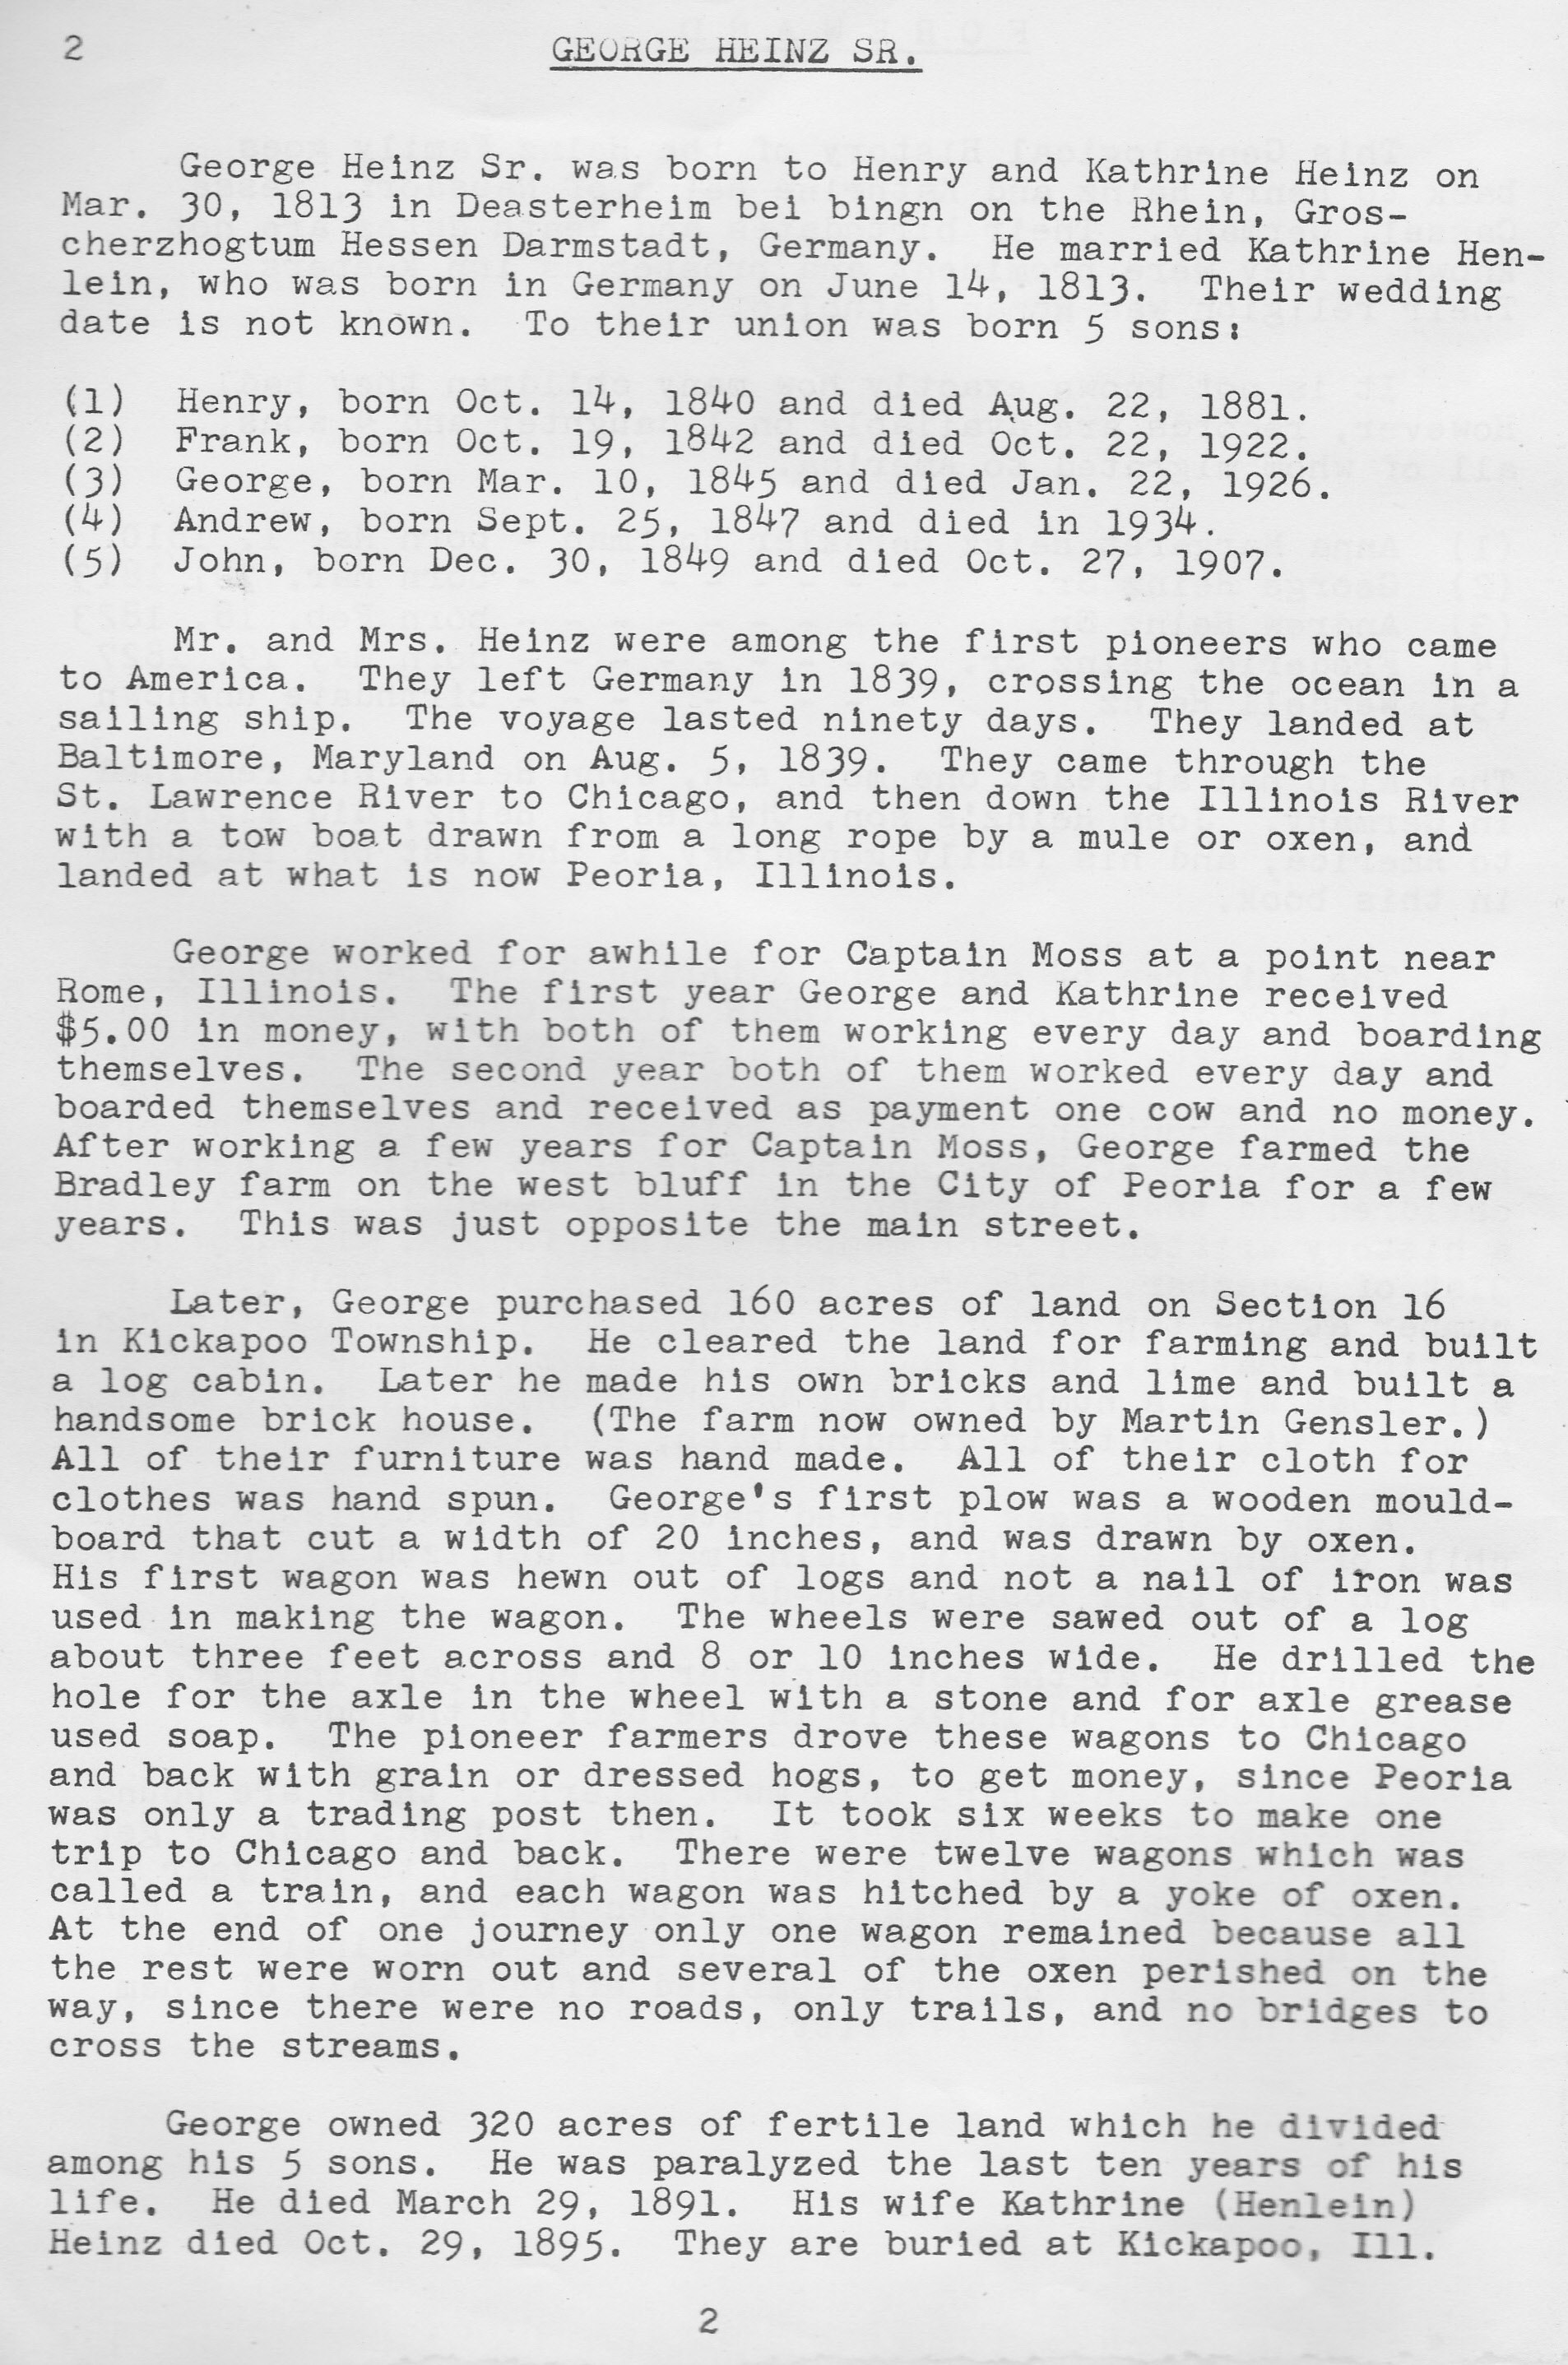 2 GEORGE HEINZ SR.
George Heinz Sr. was born to Henry and Kathrine Heinz on
Mar. 30, 1813 in Deasterheim bei bingn on the Rhein, Gros-
cherzhogtum Hessen Darmstadt, Germany. He married Kathrine Hen-
lein, who was born in Germany on June 14, 1813. Their wedding
date is not known. To their union was born 5 sons:
(1) Henry, born Oct. 14, 1840 and died Aug. 22, 1881.
(2) Frank, born Oct. 19, 1842 and died Oct. 22, 1922.
(3) George, born Mar. 10, 1845 and died Jan. 22, 1926.
(4) Andrew, born Sept. 25, 1847 and died in 1934.
(5) John, born Dec. 30, 1849 and died Oct. 27, 1907.
Mr. and Mrs. Heinz were among the first pioneers who came
to America. They left Germany in 1839, crossing the ocean in a
sailing ship. The voyage lasted ninety days. They landed at
Baltimore, Maryland on Aug. 5, 1839. They came through the
St. Lawrence River to Chicago, and then down the Illinois River
with a tow boat drawn from a long rope by a mule or oxen, and
landed at what is now Peoria, Illinois.
George worked for awhile for Captain Moss at a point near
Rome, Illinois. The first year George and Kathrine received
$5.00 in money, with both of them working every day and boarding
themselves. The second year both of them worked every day and
boarded themselves and received as payment one cow and no money.
After working a few years for Captain Moss, George farmed the
Bradley farm on the west bluff in the City of Peoria for a few
years. This was just opposite the main street.
Later, George purchased 160 acres of land on Section 16
in Kickapoo Township. He cleared the land for farming and built
a log cabin. Later he made his own bricks and lime and built a
handsome brick house. (The farm now owned by Martin Gensler.)
All of their furniture was hand made. All of their cloth for
clothes was hand spun. George's first plow was a wooden mould-
board that cut a width of 20 inches, and was drawn by oxen.
His first wagon was hewn out of logs and not a nail of iron was
used in making the wagon. The wheels were sawed out of a log
about three feet across and 8 or 10 inches wide. He drilled the
hole for the axle in the wheel with a stone and for axle grease
used soap. The pioneer farmers drove these wagons to Chicago
and back with grain or dressed hogs, to get money, since Peoria
was only a trading post then. It took six weeks to make one
trip to Chicago and back. There were twelve wagons which was
called a train, and each wagon was hitched by a yoke of oxen.
At the end of one journey only one wagon remained because all
the rest were worn out and several of the oxen perished on the
way, since there were no roads, only trails, and no bridges to
cross the streams.
George owned 320 acres of fertile land which he divided
among his 5 sons. He was paralyzed the last ten years of his
life. He died March 29, 1891. His wife Kathrine (Henlein)
Heinz died Oct. 29, 1895. They are buried at Kickapoo, Ill.
2